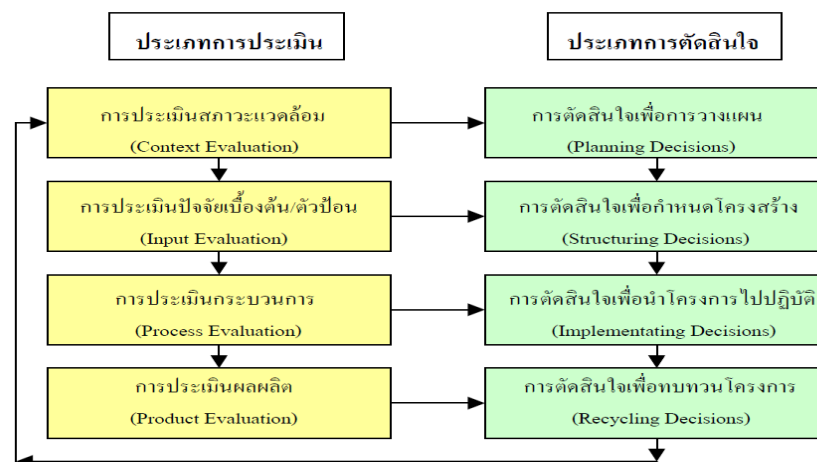 ประเภทการประเมิน
ประเภทการตัดสินใจ
การประเมินสภาวะแวดล้อม
(Context Evaluation)
การตัดสินใจเพื่อการวางแผน
(Planning Decisions)
การประเมินปัจจัยเบื้องต้น/ตัวป้อน
(Input Evaluation)
การตัดสินใจเพื่อกำหนดโครงสร้าง
(Structuring Decisions)
การประเมินกระบวนการ
(Process Evaluation)
การตัดสินใจเพื่อนำโครงการไปปฏิบัติ
(Implementating Decisions)
การประเมินผลผลิต
(Product Evaluation)
การตัดสินใจเพื่อทบทวนโครงการ
(Recycling Decisions)